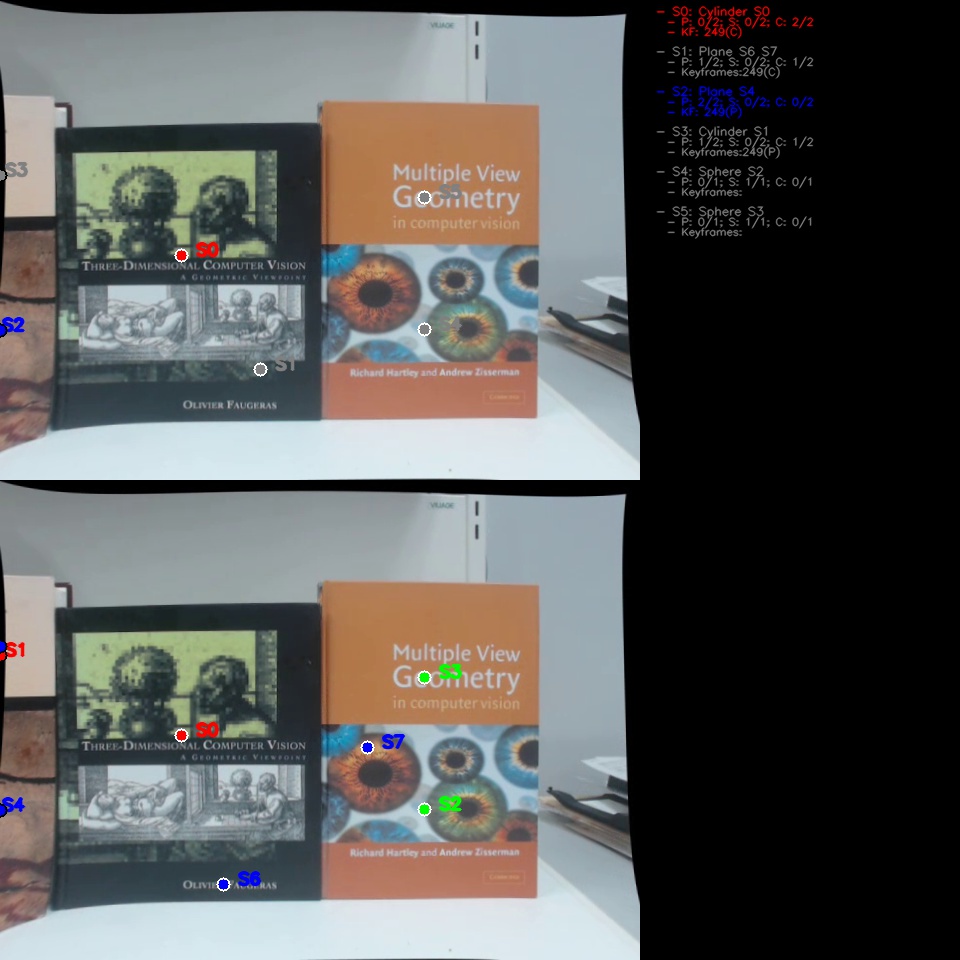 VILIAGE
— S0: Cylinder S0
— P: 0/2; S: 0/2; C: 2/2
— KF: 249(C)
— S1: Plane S6 S7
— P: 1/2; S: 0/2; C: 1/2
— Keyframes:249(C)
— S2: Plane S4
— P: 2/2; S: 0/2; C: 0/2
— KF: 249(P)
— S3: Cylinder S1
— P: 1/2; S: 0/2; C: 1/2
— Keyframes:249(P)
— S4: Sphere S2
— P: 0/1; S: 1/1; C: 0/1
— Keyframes:
— S5: Sphere S3
— P: 0/1; S: 1/1; C: 0/1
— Keyframes:
S3
Multiple View
Geometry
S5
in computer vision
S0
THREE-DIMENSIONAL COMPUTER VISION
A GEOMETRIC VIEWPOINT
S2
S1
Richard Hartley and Andrew Zisserman
CAMBRIDGE
OLIVIER FAUGERAS
S1
Multiple View
Geometry
S3
in computer vision
S0
S7
THREE-DIMENSIONAL COMPUTER VISION
A GEOMETRIC VIEWPOINT
S4
S2
Richard Hartley and Andrew Zisserman
CAMBRIDGE
S6
OLIVIER FAUGERAS